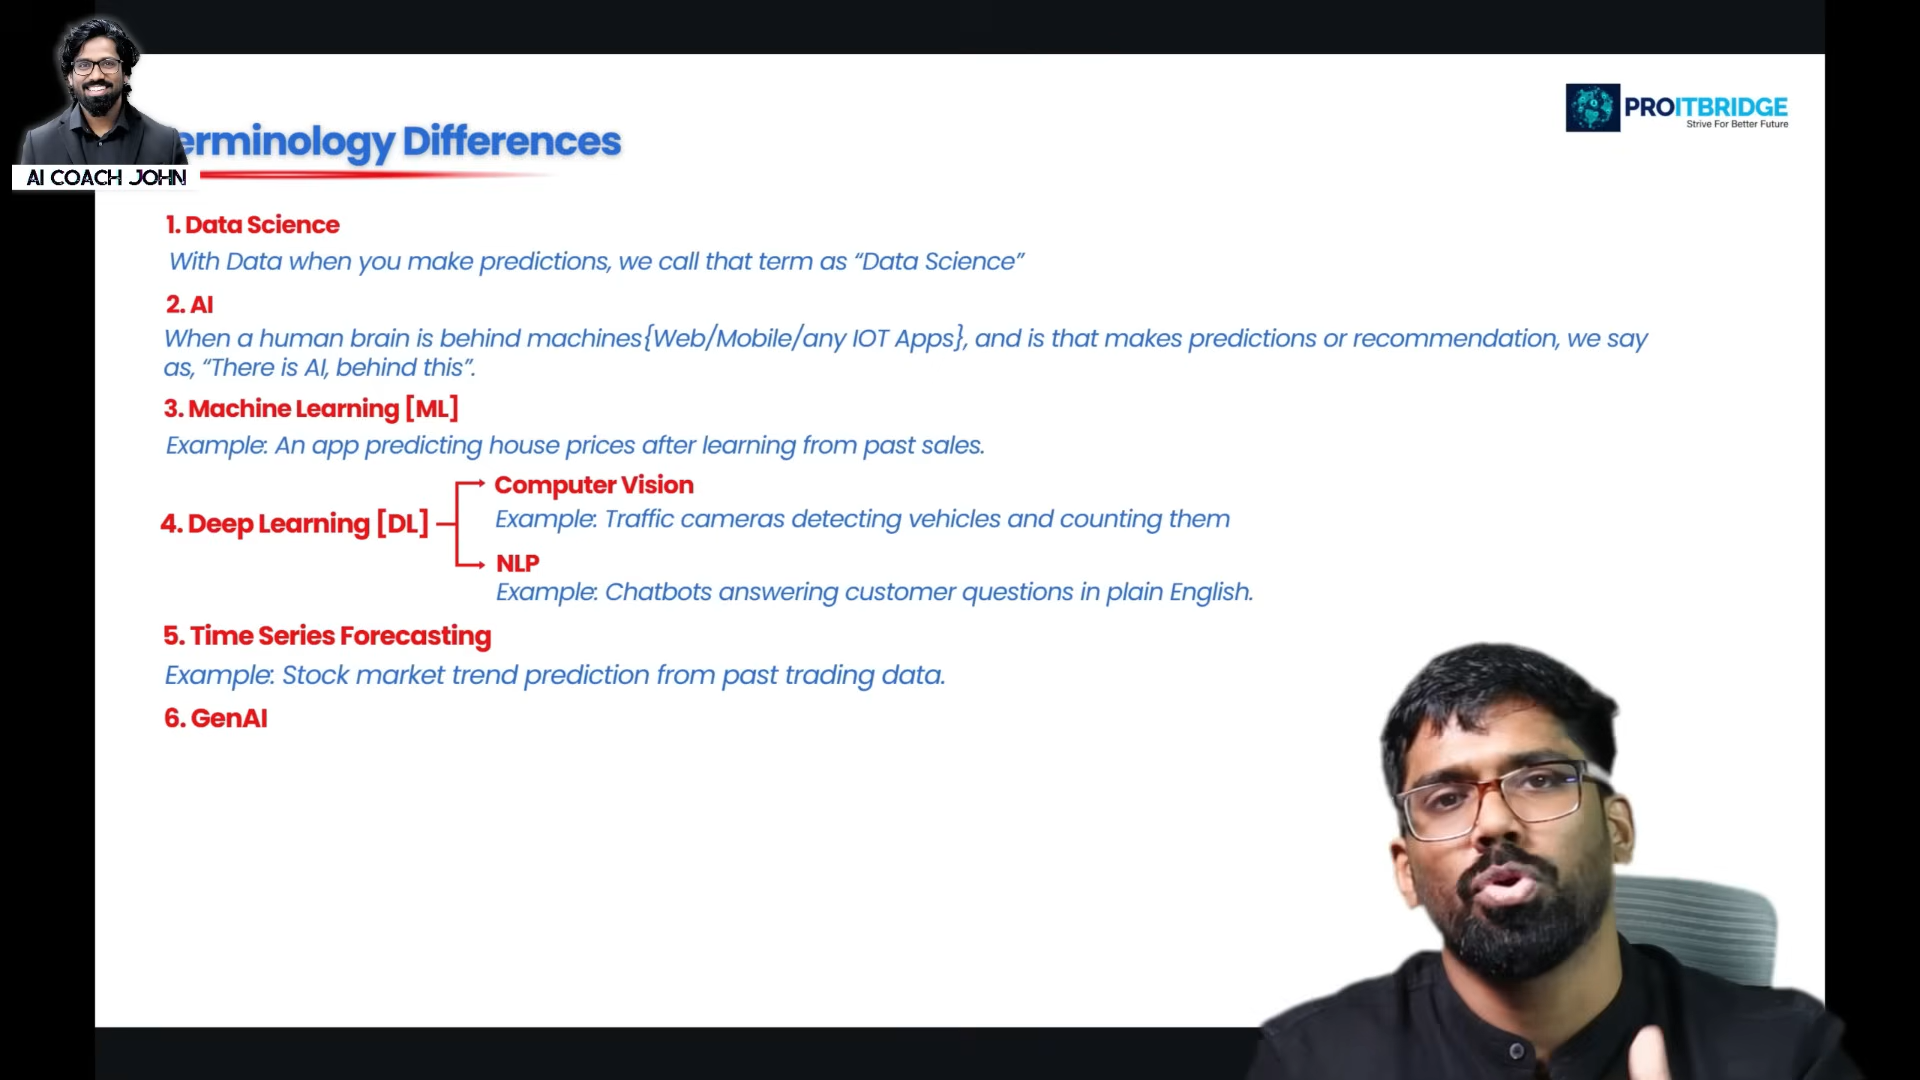 AI COACH JOHN
erminology Differences
PROITBRIDGE
Strive For Better Future
1. Data Science
With Data when you make predictions, we call that term as “Data Science”
2. AI
When a human brain is behind machines{Web/Mobile/any IOT Apps}, and is that makes predictions or recommendation, we say
as, “There is AI, behind this”.
3. Machine Learning [ML]
Example: An app predicting house prices after learning from past sales.
4. Deep Learning [DL]
Computer Vision
Example: Traffic cameras detecting vehicles and counting them
NLP
Example: Chatbots answering customer questions in plain English.
5. Time Series Forecasting
Example: Stock market trend prediction from past trading data.
6. GenAI